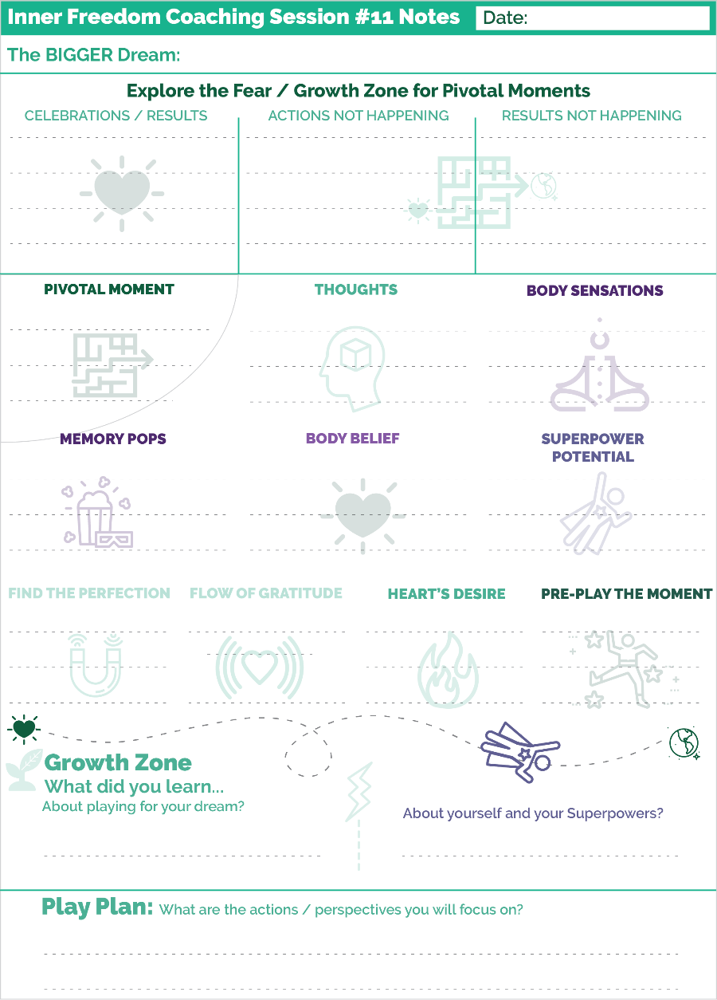 Inner Freedom Coaching Session #11 Notes
Date:
The BIGGER Dream:
Explore the Fear / Growth Zone for Pivotal Moments
CELEBRATIONS / RESULTS
ACTIONS NOT HAPPENING
RESULTS NOT HAPPENING
PIVOTAL MOMENT
THOUGHTS
BODY SENSATIONS
MEMORY POPS
BODY BELIEF
SUPERPOWER
POTENTIAL
FIND THE PERFECTION
FLOW OF GRATITUDE
HEART'S DESIRE
PRE-PLAY THE MOMENT
Growth Zone
What did you learn...
About playing for your dream?
About yourself and your Superpowers?
Play Plan: What are the actions / perspectives you will focus on?